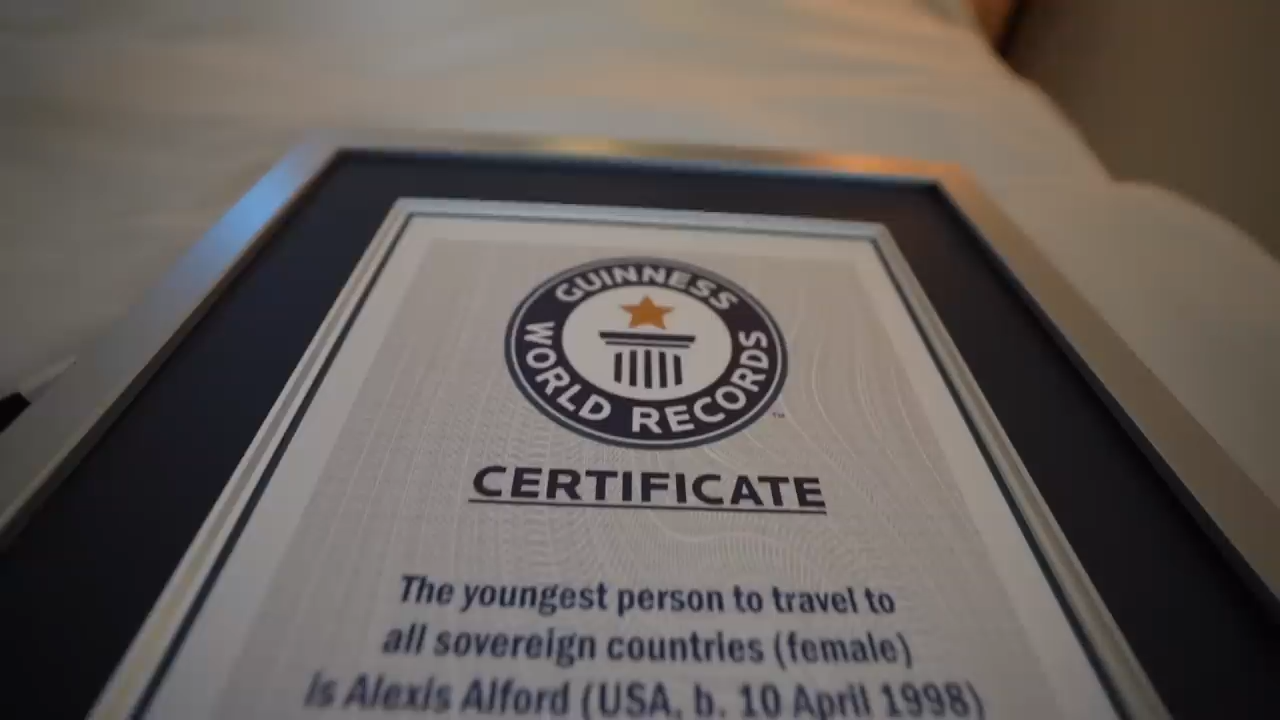 GUINNESS
WORLD RECORDS
™
CERTIFICATE
The youngest person to travel to
all sovereign countries (female)
is Alexis Alford (USA, b. 10 April 1998)